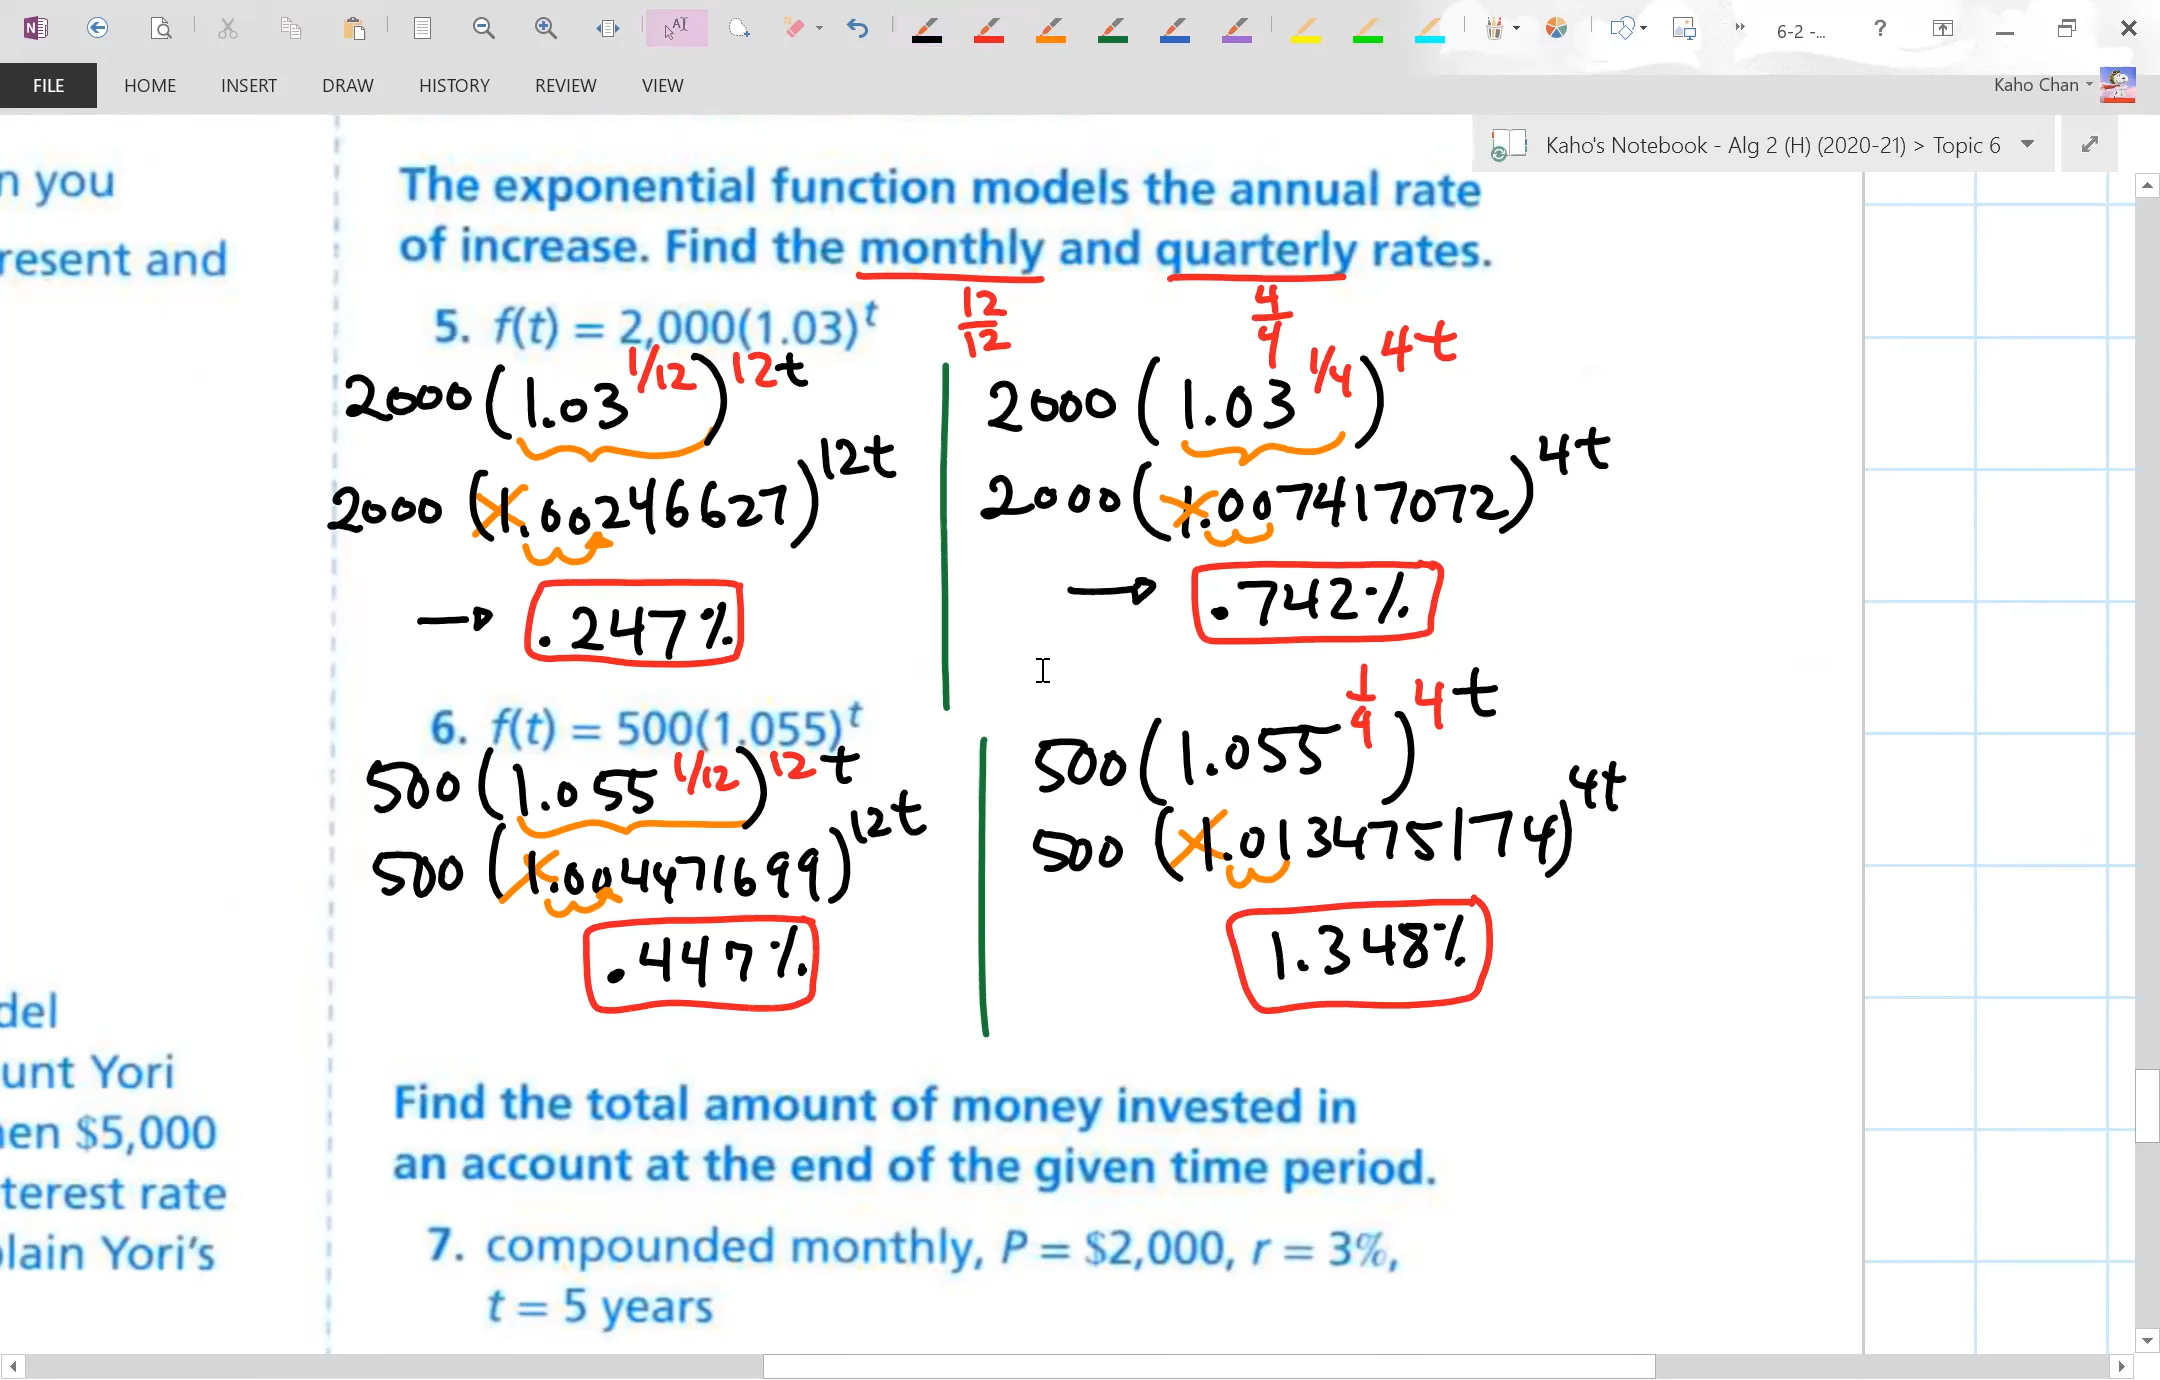 6-2 -...
FILE HOME INSERT DRAW HISTORY REVIEW VIEW
Kaho Chan
Kaho's Notebook - Alg 2 (H) (2020-21) > Topic 6
n you
resent and
del
unt Yori
nen $5,000
terest rate
plain Yori's
The exponential function models the annual rate
of increase. Find the monthly and quarterly rates.
12/12
4/4
5. f(t) = 2,000(1.03)^t
2000 (1.03^1/12)^12t
2000 (1.00246627)^12t
→ .247%
2000 (1.03^1/4)^4t
2000 (1.007417072)^4t
→ .742%
6. f(t) = 500(1.055)^t
500 (1.055^1/12)^12t
500 (1.004471699)^12t
.447%
500 (1.055^1/4)^4t
500 (1.013475174)^4t
1.348%
Find the total amount of money invested in
an account at the end of the given time period.
7. compounded monthly, P = $2,000, r = 3%,
t = 5 years